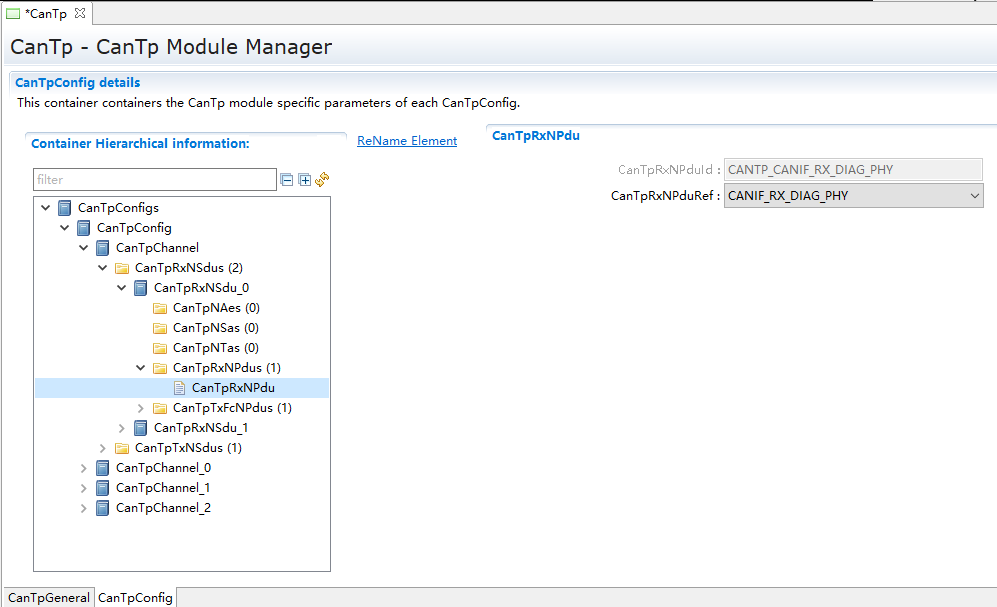 *CanTp
CanTp - CanTp Module Manager
CanTpConfig details
This container containers the CanTp module specific parameters of each CanTpConfig.
Container Hierarchical information:
ReName Element
filter
CanTpConfigs
CanTpConfig
CanTpChannel
CanTpRxNSdus (2)
CanTpRxNSdu_0
CanTpNAes (0)
CanTpNSas (0)
CanTpNTas (0)
CanTpRxNPdus (1)
CanTpRxNPdu
CanTpTxFcNPdus (1)
CanTpRxNSdu_1
CanTpTxNSdus (1)
CanTpChannel_0
CanTpChannel_1
CanTpChannel_2
CanTpRxNPdu
CanTpRxNPduId : CANTP_CANIF_RX_DIAG_PHY
CanTpRxNPduRef : CANIF_RX_DIAG_PHY
CanTpGeneral CanTpConfig